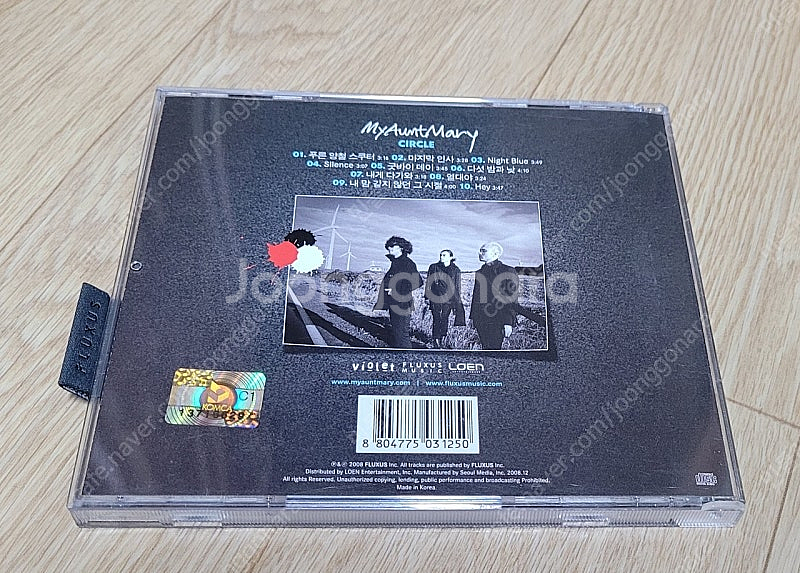 MyAuntMary
CIRCLE
01. 푸른 양철 스쿠터 3:16 02. 마지막 인사 3:28 03. Night Blue 3:49
04. Silence 3:07 05. 굿바이 데이 3:45 06. 다섯 밤과 낮 4:10
07. 내게 다가와 3:18 08. 열대야 3:24
09. 내 맘 같지 않던 그 시절 4:00 10. Hey 3:47
Joonggonara
FLUXUS
violet FLUXUS MUSIC LOEN
www.myauntmary.com | www.fluxusmusic.com
KOMCA
C1
8 804775 031250
℗&© 2008 FLUXUS Inc. All tracks are published by FLUXUS Inc.
Distributed by LOEN Entertainment, Inc. Manufactured by Seoul Media, Inc. 2008.12
All rights Reserved. Unauthorized copying, lending, public performance and broadcasting Prohibited.
Made in Korea.